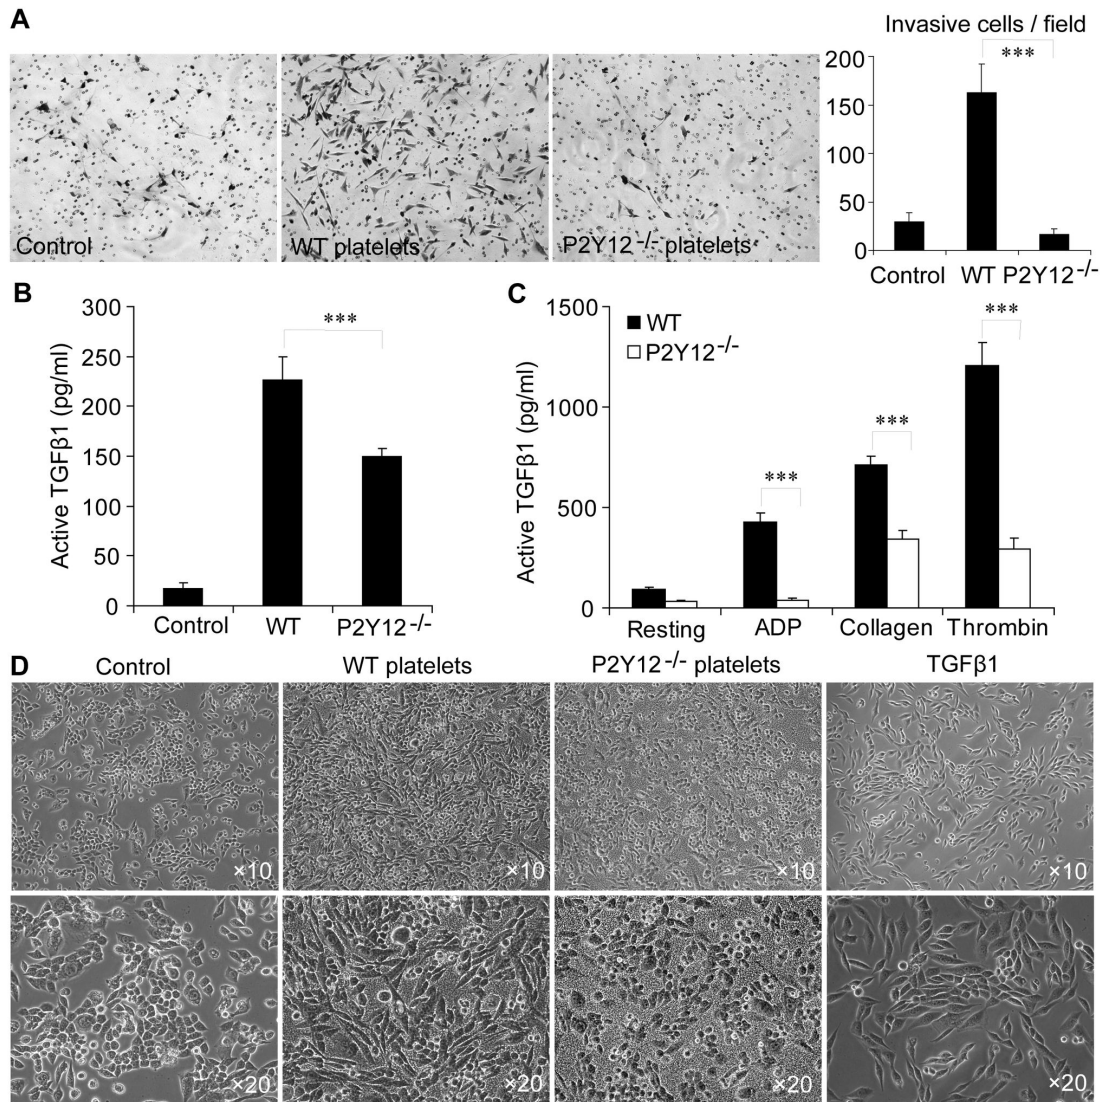 A
Invasive cells / field
Control
WT platelets
P2Y12-/- platelets
***
200
150
100
50
0
Control WT P2Y12-/-
B
Active TGFβ1 (pg/ml)
300
250
200
150
100
50
0
***
Control WT P2Y12-/-
C
Active TGFβ1 (pg/ml)
1500
1000
500
0
WT
P2Y12-/-
***
***
***
Resting ADP Collagen Thrombin
D
Control WT platelets P2Y12-/- platelets TGFβ1
×10 ×10 ×10 ×10
×20 ×20 ×20 ×20